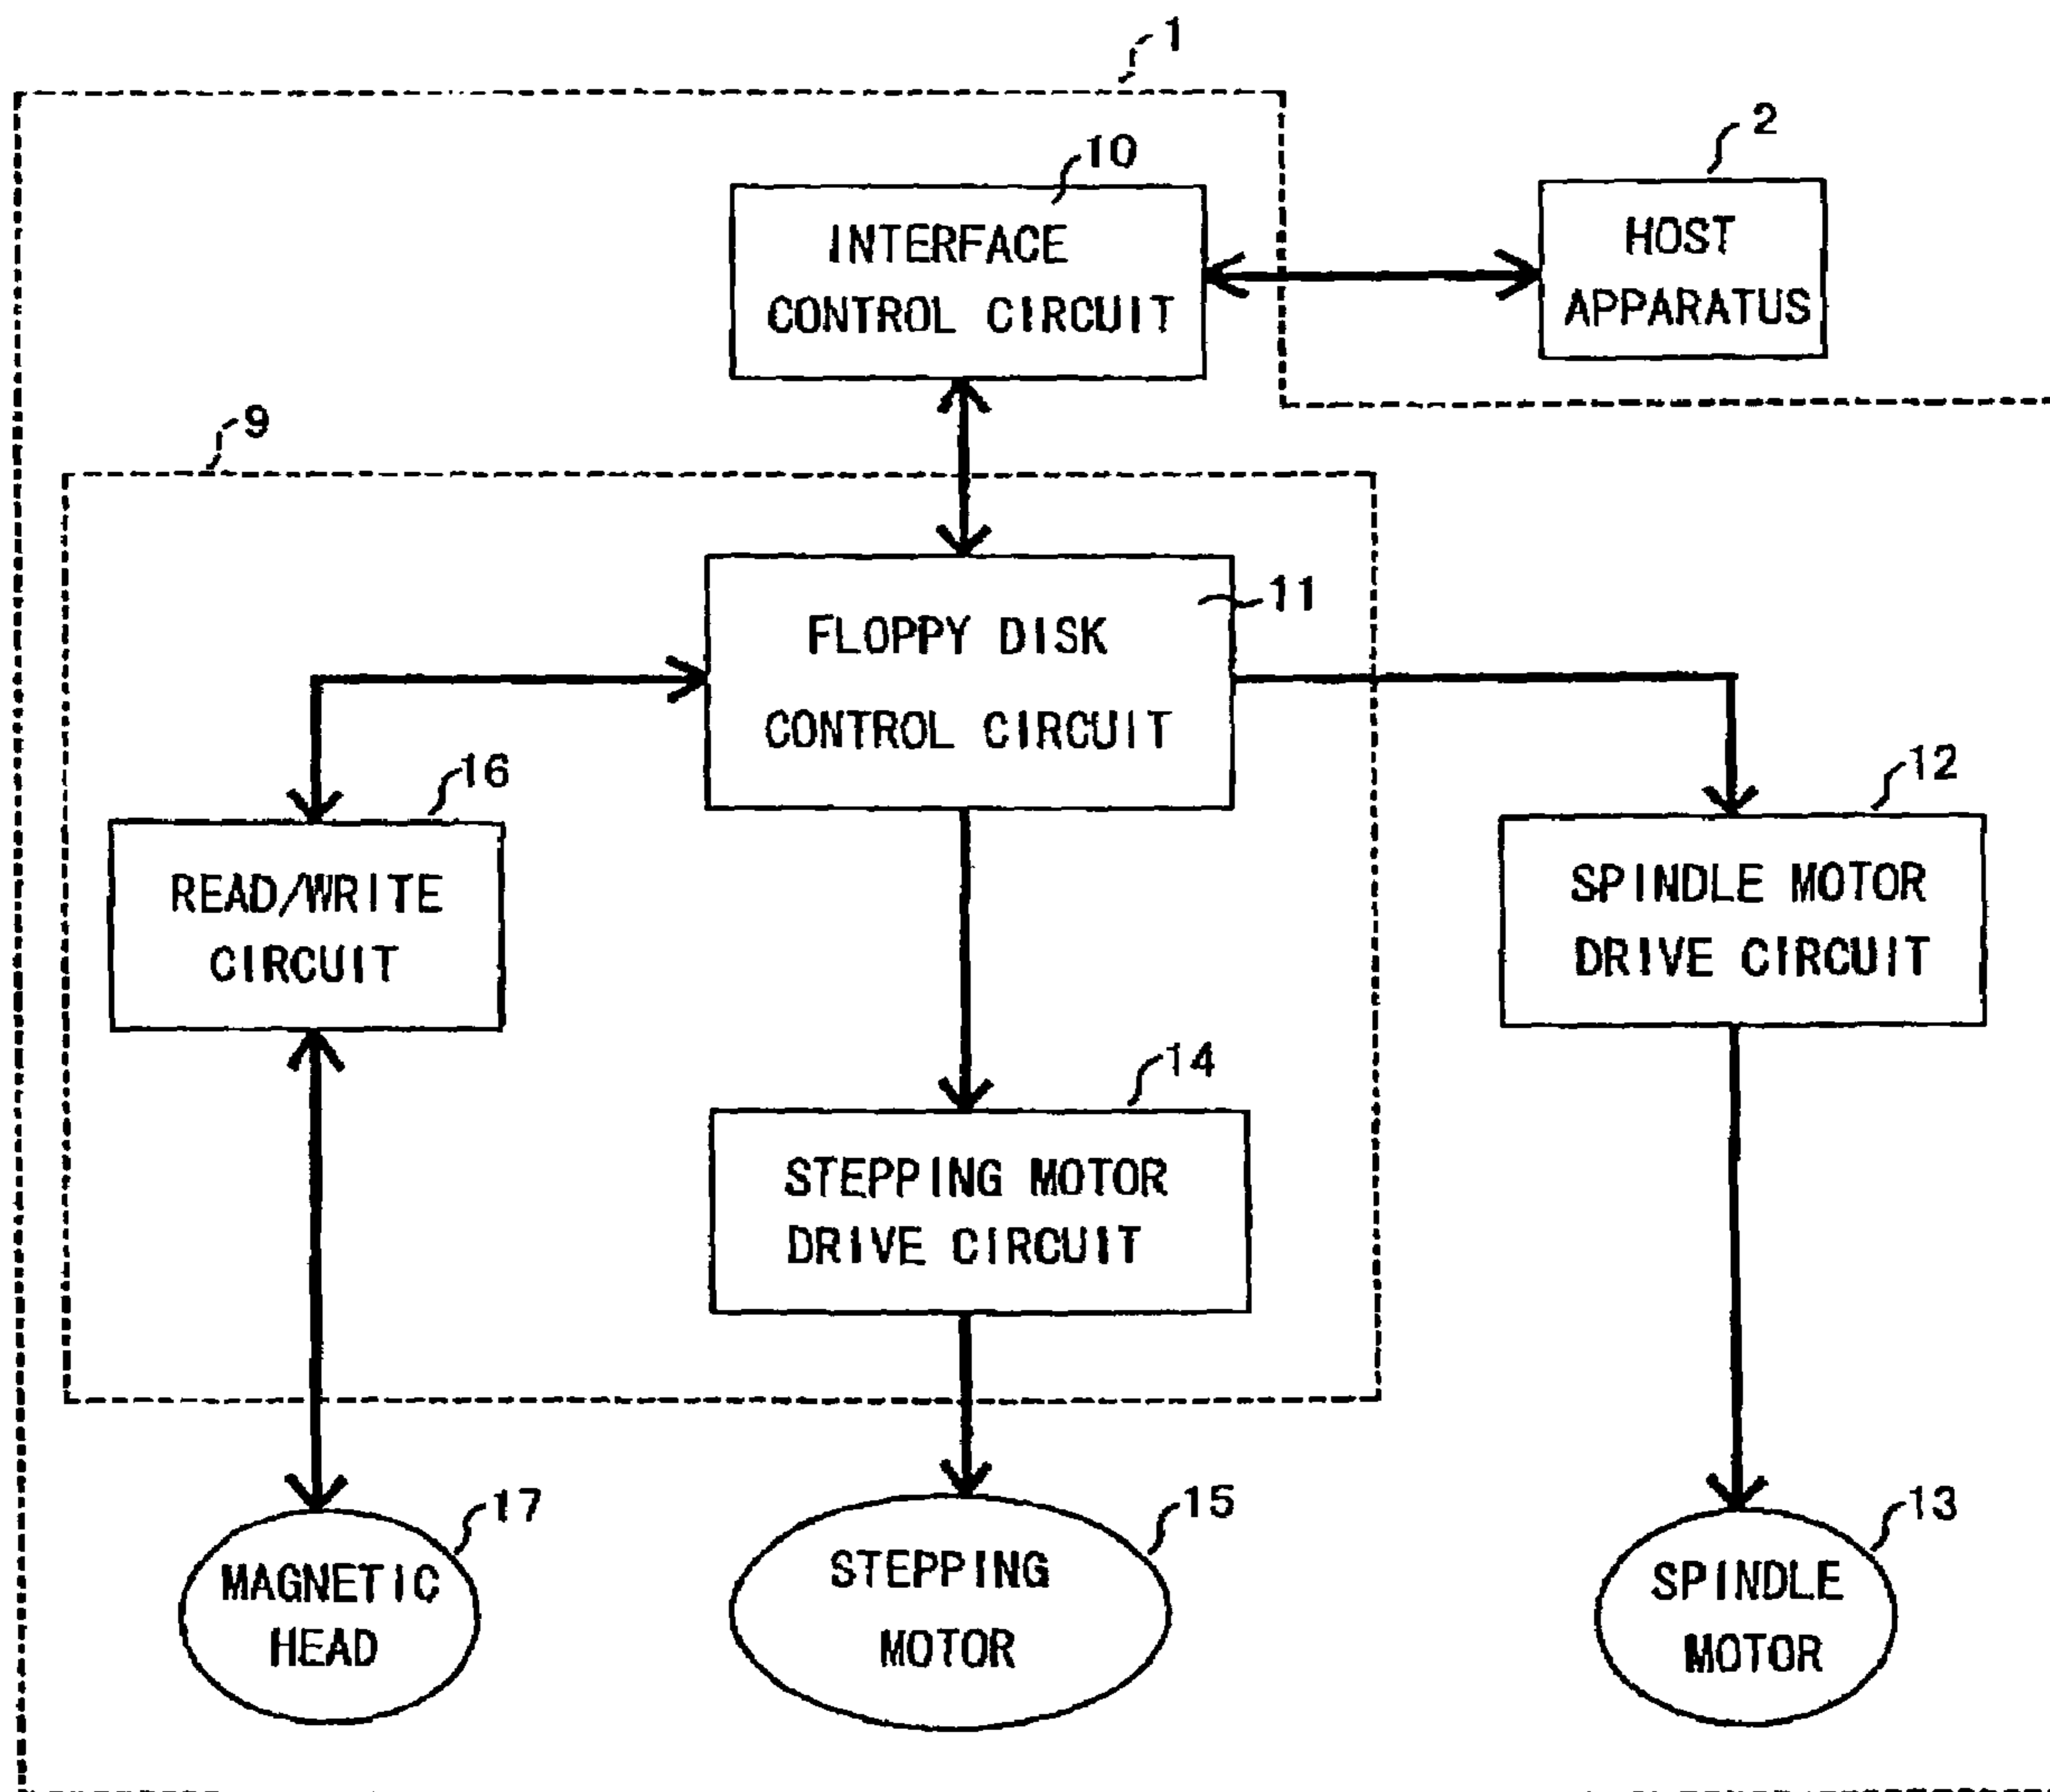 1
2
10
INTERFACE
CONTROL CIRCUIT
HOST
APPARATUS
9
11
FLOPPY DISK
CONTROL CIRCUIT
16
12
READ/WRITE
CIRCUIT
SPINDLE MOTOR
DRIVE CIRCUIT
14
STEPPING MOTOR
DRIVE CIRCUIT
17
15
13
MAGNETIC
HEAD
STEPPING
MOTOR
SPINDLE
MOTOR